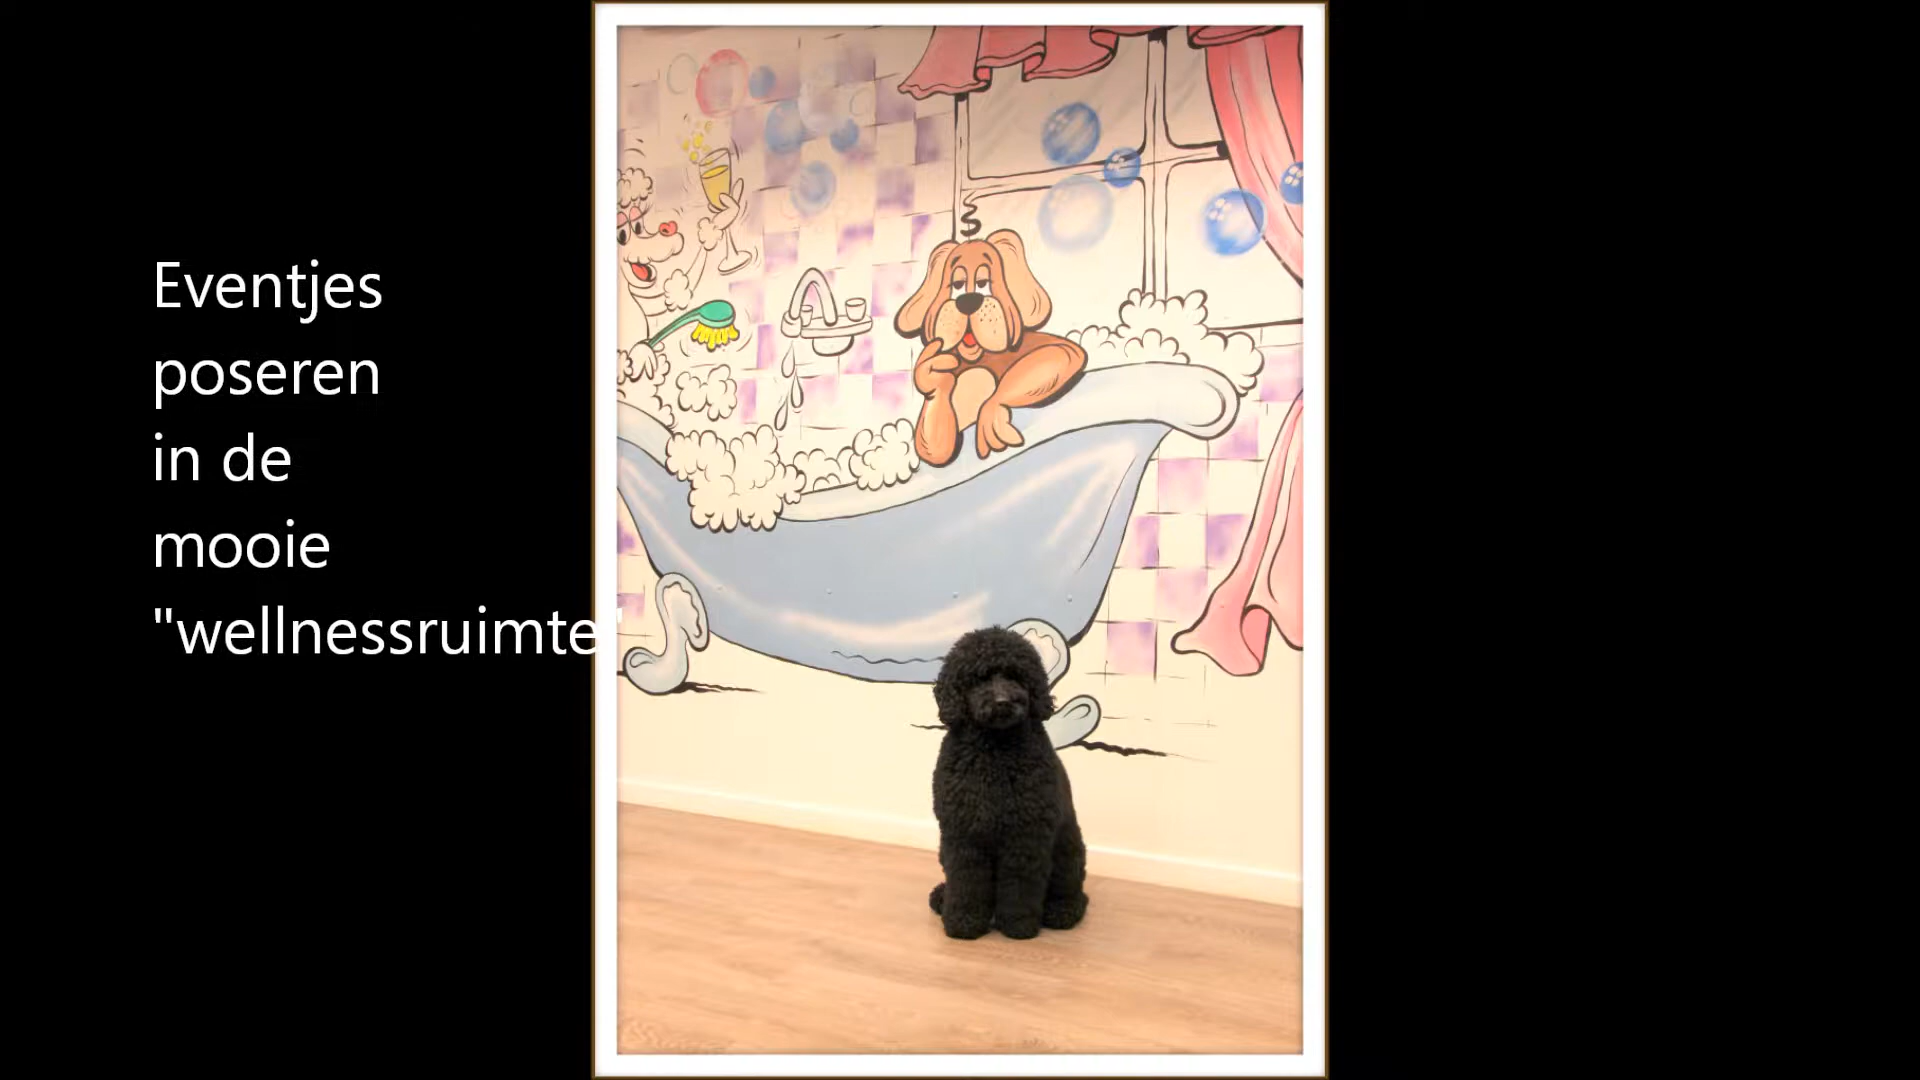 Eventjes
poseren
in de
mooie
"wellnessruimte"